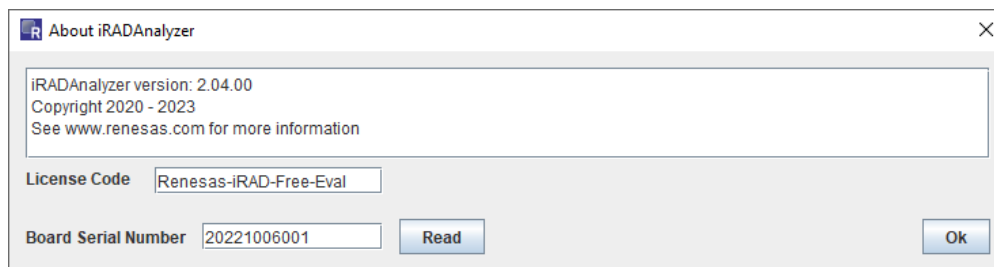 About iRADAnalyzer
iRADAnalyzer version: 2.04.00
Copyright 2020 - 2023
See www.renesas.com for more information
License Code Renesas-iRAD-Free-Eval
Board Serial Number 20221006001 Read Ok